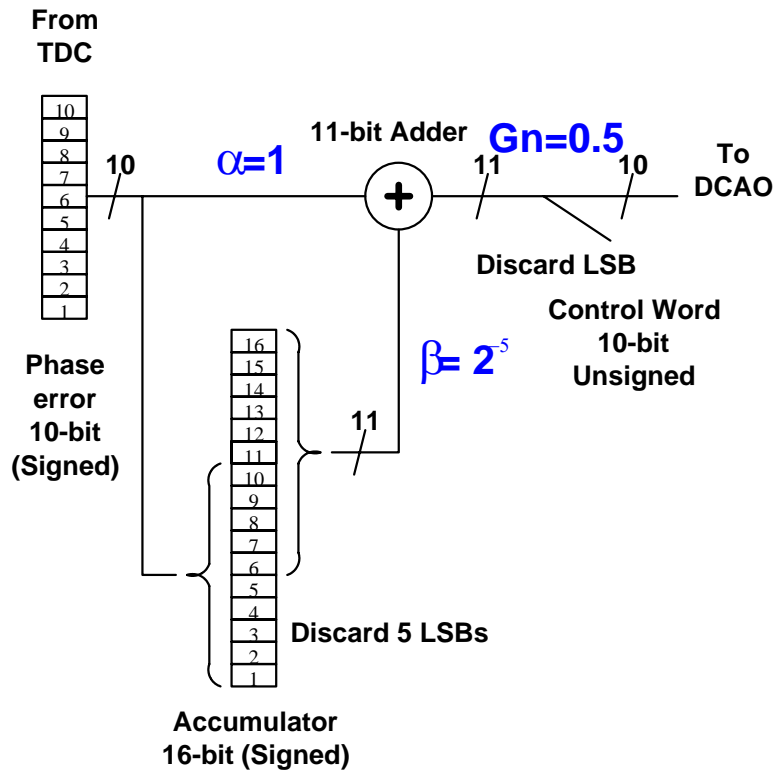 From
TDC
10
9
8
7
6
5
4
3
2
1
10
α=1
11-bit Adder
+
Gn=0.5
11
10
To
DCAO
Discard LSB
Control Word
10-bit
Unsigned
Phase
error
10-bit
(Signed)
16
15
14
13
12
11
10
9
8
7
6
5
4
3
2
1
11
β= 2⁻⁵
Discard 5 LSBs
Accumulator
16-bit (Signed)